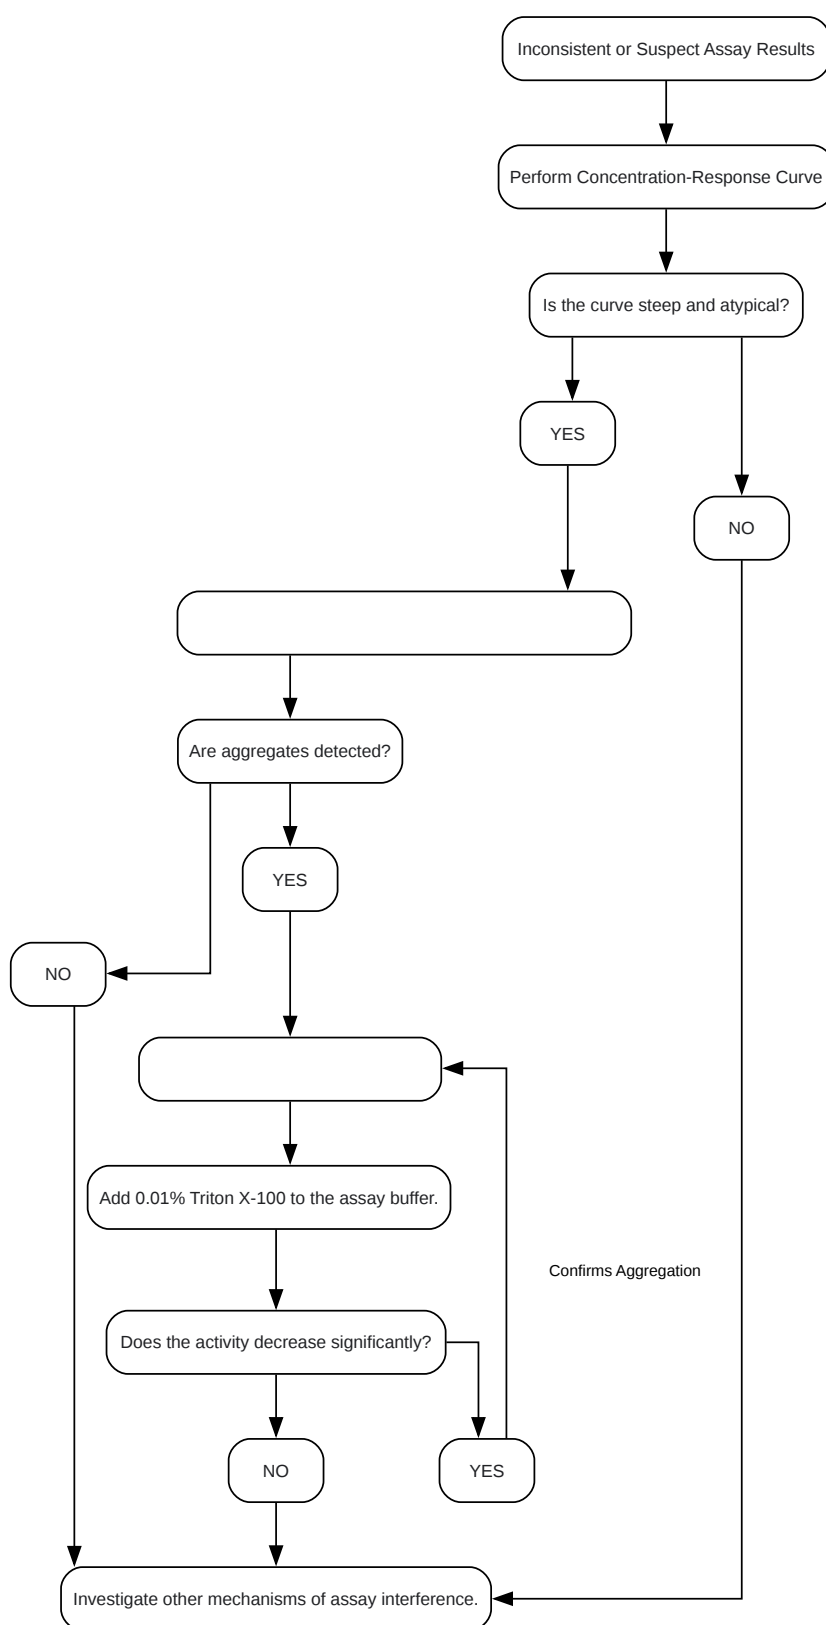 Inconsistent or Suspect Assay Results
Perform Concentration-Response Curve
Is the curve steep and atypical?
YES
NO
Are aggregates detected?
YES
NO
Add 0.01% Triton X-100 to the assay buffer.
Confirms Aggregation
Does the activity decrease significantly?
NO
YES
Investigate other mechanisms of assay interference.